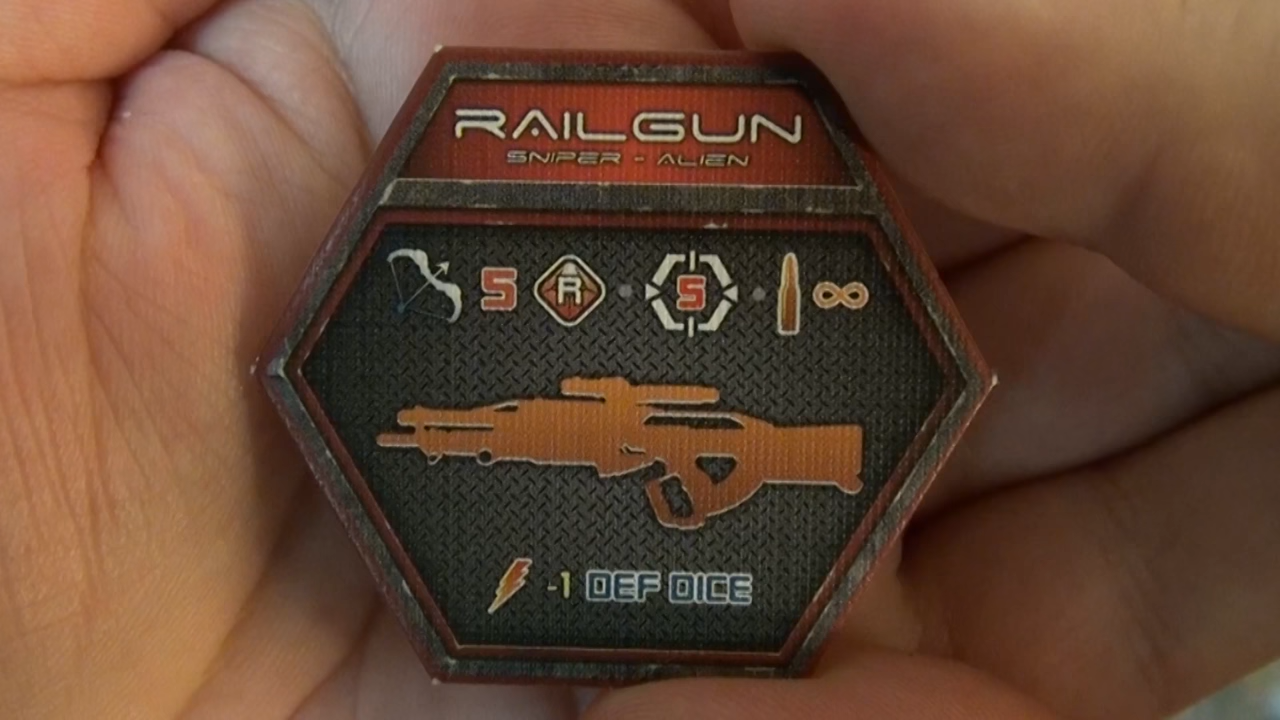 RAILGUN
SNIPER - ALIEN
5 R 5 ∞
-1 DEF DICE